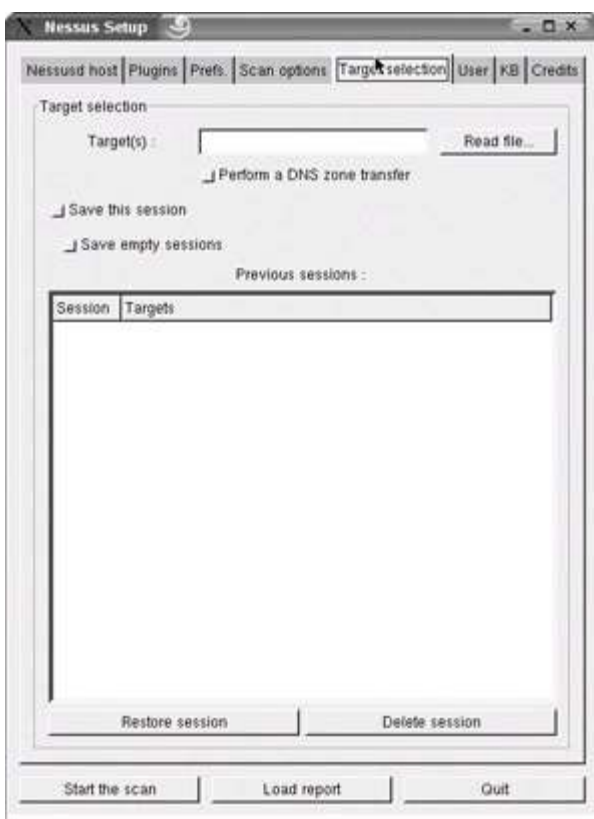 Nessus Setup
Nessusd host Plugins Prefs. Scan options Target selection User KB Credits
Target selection
Target(s) :
Read file...
Perform a DNS zone transfer
Save this session
Save empty sessions
Previous sessions :
Session Targets
Restore session Delete session
Start the scan Load report Quit